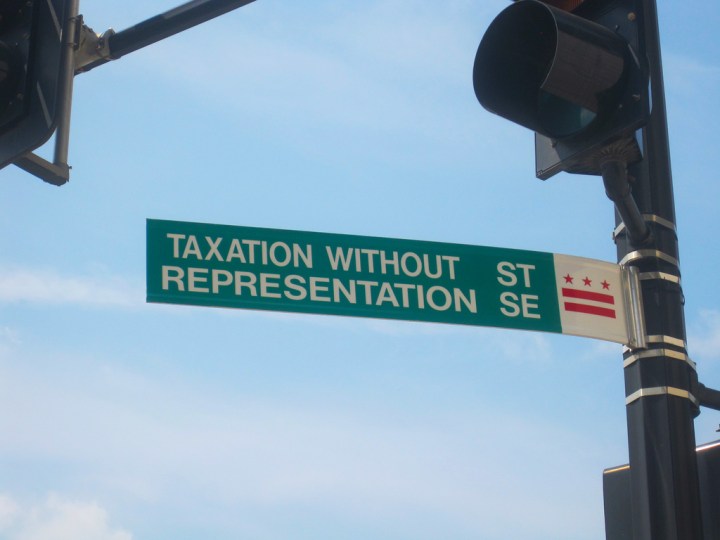 TAXATION WITHOUT ST
REPRESENTATION SE